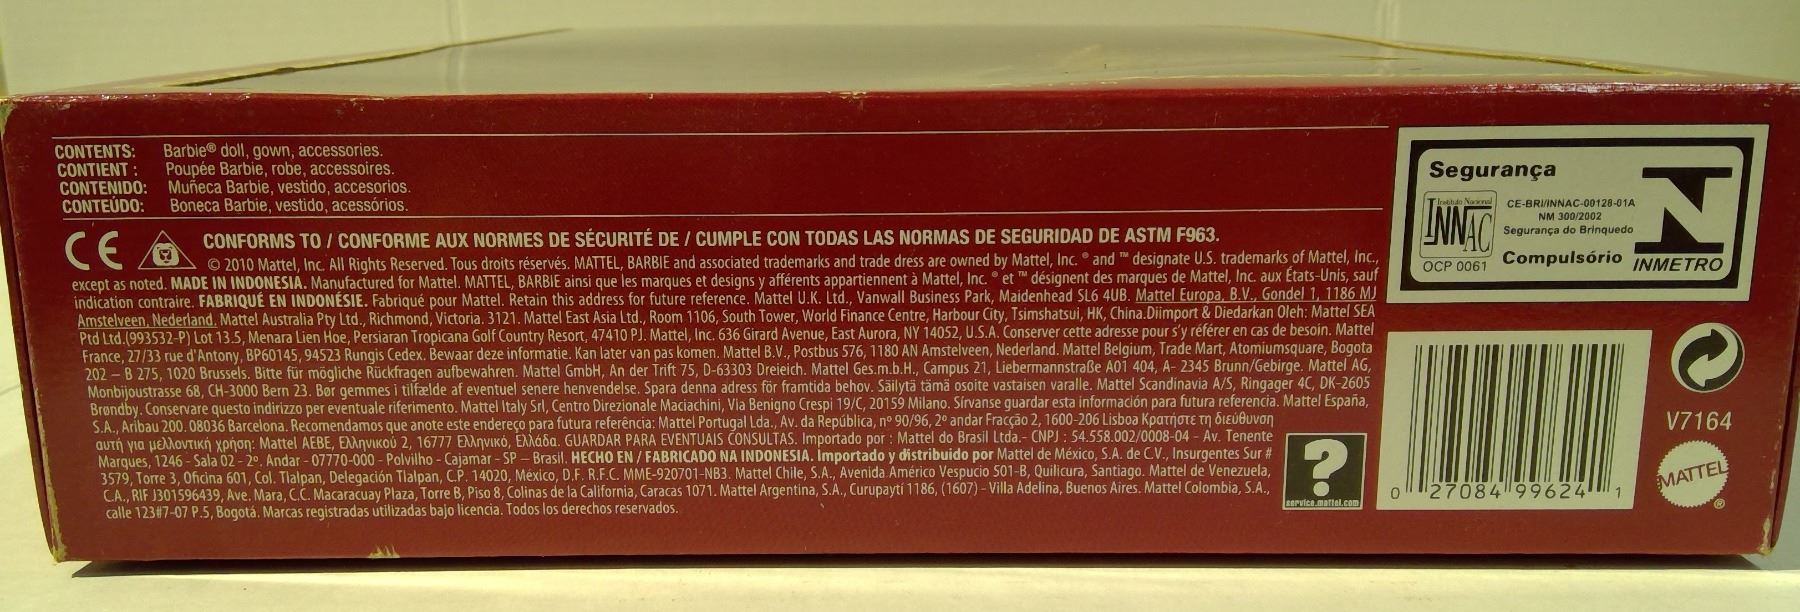 CONTENTS: Barbie® doll, gown, accessories.
CONTIENT : Poupée Barbie, robe, accessoires.
CONTENIDO: Muñeca Barbie, vestido, accesorios.
CONTEÚDO: Boneca Barbie, vestido, acessórios.
CE CONFORMS TO / CONFORME AUX NORMES DE SÉCURITÉ DE / CUMPLE CON TODAS LAS NORMAS DE SEGURIDAD DE ASTM F963.
© 2010 Mattel, Inc. All Rights Reserved. Tous droits réservés. MATTEL, BARBIE and associated trademarks and trade dress are owned by Mattel, Inc. ® and ™ designate U.S. trademarks of Mattel, Inc.,
except as noted. MADE IN INDONESIA. Manufactured for Mattel. MATTEL, BARBIE ainsi que les marques et designs y afférents appartiennent à Mattel, Inc. ® et ™ désignent des marques de Mattel, Inc. aux États-Unis, sauf
indication contraire. FABRIQUÉ EN INDONÉSIE. Fabriqué pour Mattel. Retain this address for future reference. Mattel U.K. Ltd., Vanwall Business Park, Maidenhead SL6 4UB. Mattel Europa, B.V., Gondel 1, 1186 MJ
Amstelveen, Nederland. Mattel Australia Pty Ltd., Richmond, Victoria. 3121. Mattel East Asia Ltd., Room 1106, South Tower, World Finance Centre, Harbour City, Tsimshatsui, HK, China.Diimport & Diedarkan Oleh: Mattel SEA
Ptd Ltd.(993532-P) Lot 13.5, Menara Lien Hoe, Persiaran Tropicana Golf Country Resort, 47410 PJ. Mattel, Inc. 636 Girard Avenue, East Aurora, NY 14052, U.S.A. Conserver cette adresse pour s'y référer en cas de besoin. Mattel
France, 27/33 rue d'Antony, BP60145, 94523 Rungis Cedex. Bewaar deze informatie. Kan later van pas komen. Mattel B.V., Postbus 576, 1180 AN Amstelveen, Nederland. Mattel Belgium, Trade Mart, Atomiumsquare, Bogota
202 – B 275, 1020 Brussels. Bitte für mögliche Rückfragen aufbewahren. Mattel GmbH, An der Trift 75, D-63303 Dreieich. Mattel Ges.m.b.H., Campus 21, Liebermannstraße A01 404, A- 2345 Brunn/Gebirge. Mattel AG,
Monbijoustrasse 68, CH-3000 Bern 23. Bør gemmes i tilfælde af eventuel senere henvendelse. Spara denna adress för framtida behov. Säilytä tämä osoite vastaisen varalle. Mattel Scandinavia A/S, Ringager 4C, DK-2605
Brøndby. Conservare questo indirizzo per eventuale riferimento. Mattel Italy Srl, Centro Direzionale Maciachini, Via Benigno Crespi 19/C, 20159 Milano. Sírvanse guardar esta información para futura referencia. Mattel España,
S.A., Aribau 200. 08036 Barcelona. Recomendamos que anote este endereço para futura referência: Mattel Portugal Lda., Av. da República, nº 90/96, 2º andar Fracção 2, 1600-206 Lisboa Κρατήστε τη διεύθυνση
αυτή για μελλοντική χρήση: Mattel AEBE, Ελληνικού 2, 16777 Ελληνικό, Ελλάδα. GUARDAR PARA EVENTUAIS CONSULTAS. Importado por : Mattel do Brasil Ltda.- CNPJ : 54.558.002/0008-04 - Av. Tenente
Marques, 1246 - Sala 02 - 2º. Andar - 07770-000 - Polvilho - Cajamar - SP – Brasil. HECHO EN / FABRICADO NA INDONESIA. Importado y distribuido por Mattel de México, S.A. de C.V., Insurgentes Sur #
3579, Torre 3, Oficina 601, Col. Tlalpan, Delegación Tlalpan, C.P. 14020, México, D.F. R.F.C. MME-920701-NB3. Mattel Chile, S.A., Avenida Américo Vespucio 501-B, Quilicura, Santiago. Mattel de Venezuela,
C.A., RIF J301596439, Ave. Mara, C.C. Macaracuay Plaza, Torre B, Piso 8, Colinas de la California, Caracas 1071. Mattel Argentina, S.A., Curupaytí 1186, (1607) – Villa Adelina, Buenos Aires. Mattel Colombia, S.A.,
calle 123#7-07 P.5, Bogotá. Marcas registradas utilizadas bajo licencia. Todos los derechos reservados.
?
service.mattel.com
Segurança
Instituto Nacional
INNAC
OCP 0061
CE-BRI/INNAC-00128-01A
NM 300/2002
Segurança do Brinquedo
Compulsório
INMETRO
0 27084 99624 1
V7164
MATTEL
®